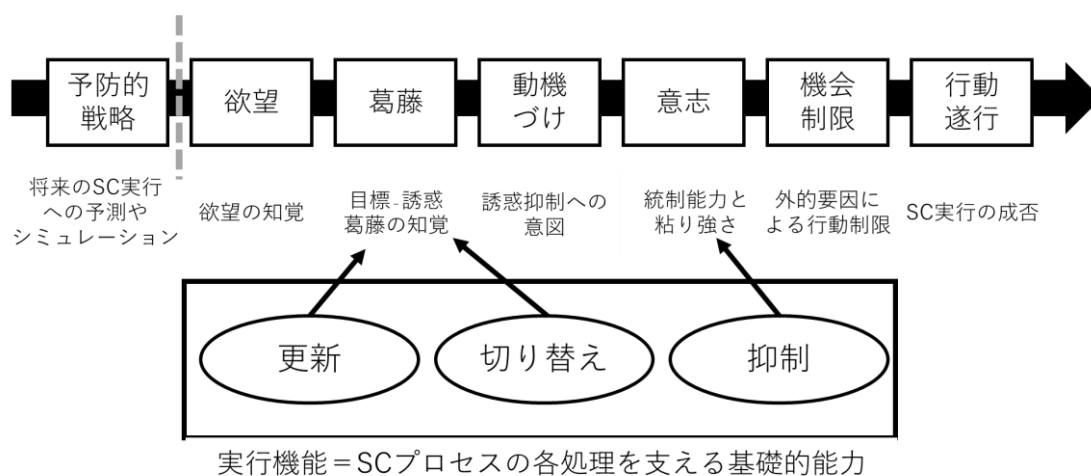 予防的
戦略
欲望
葛藤
動機
づけ
意志
機会
制限
行動
遂行
将来のSC実行
への予測や
シミュレーション
欲望の知覚
目標-誘惑
葛藤の知覚
誘惑抑制への
意図
統制能力と
粘り強さ
外的要因に
よる行動制限
SC実行の成否
更新
切り替え
抑制
実行機能＝SCプロセスの各処理を支える基礎的能力